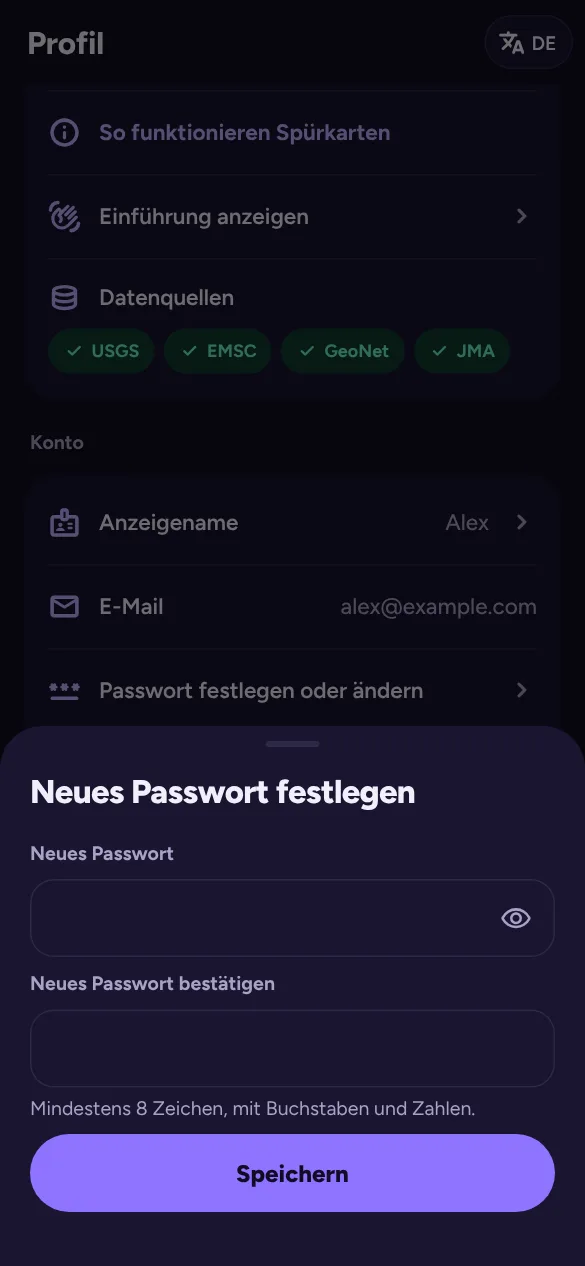 Profil
DE
So funktionieren Spürkarten
Einführung anzeigen
Datenquellen
USGS EMSC GeoNet JMA
Konto
Anzeigename Alex
E-Mail alex@example.com
Passwort festlegen oder ändern
Neues Passwort festlegen
Neues Passwort
Neues Passwort bestätigen
Mindestens 8 Zeichen, mit Buchstaben und Zahlen.
Speichern